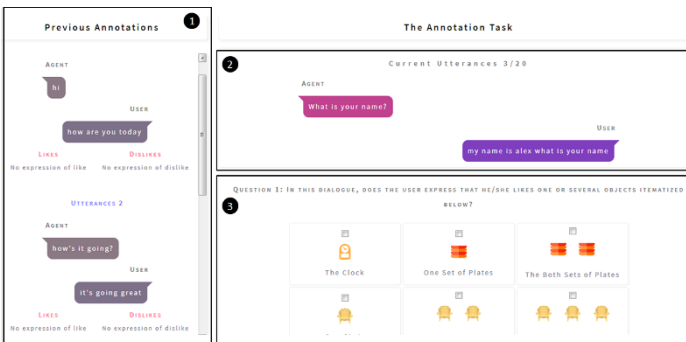 Previous Annotations
1
AGENT
hi
USER
how are you today
LIKES
DISLIKES
No expression of like
No expression of dislike
UTTERANCES 2
AGENT
how's it going?
USER
it's going great
LIKES
DISLIKES
No expression of like
No expression of dislike
The Annotation Task
2
Current Utterances 3/20
AGENT
What is your name?
USER
my name is alex what is your name
3
QUESTION 1: IN THIS DIALOGUE, DOES THE USER EXPRESS THAT HE/SHE LIKES ONE OR SEVERAL OBJECTS ITEMATIZED
BELOW?
The Clock
One Set of Plates
The Both Sets of Plates